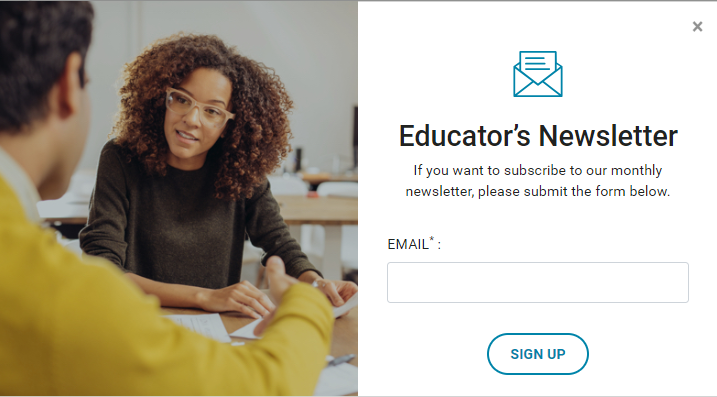 Educator’s Newsletter
If you want to subscribe to our monthly
newsletter, please submit the form below.
EMAIL* :
SIGN UP